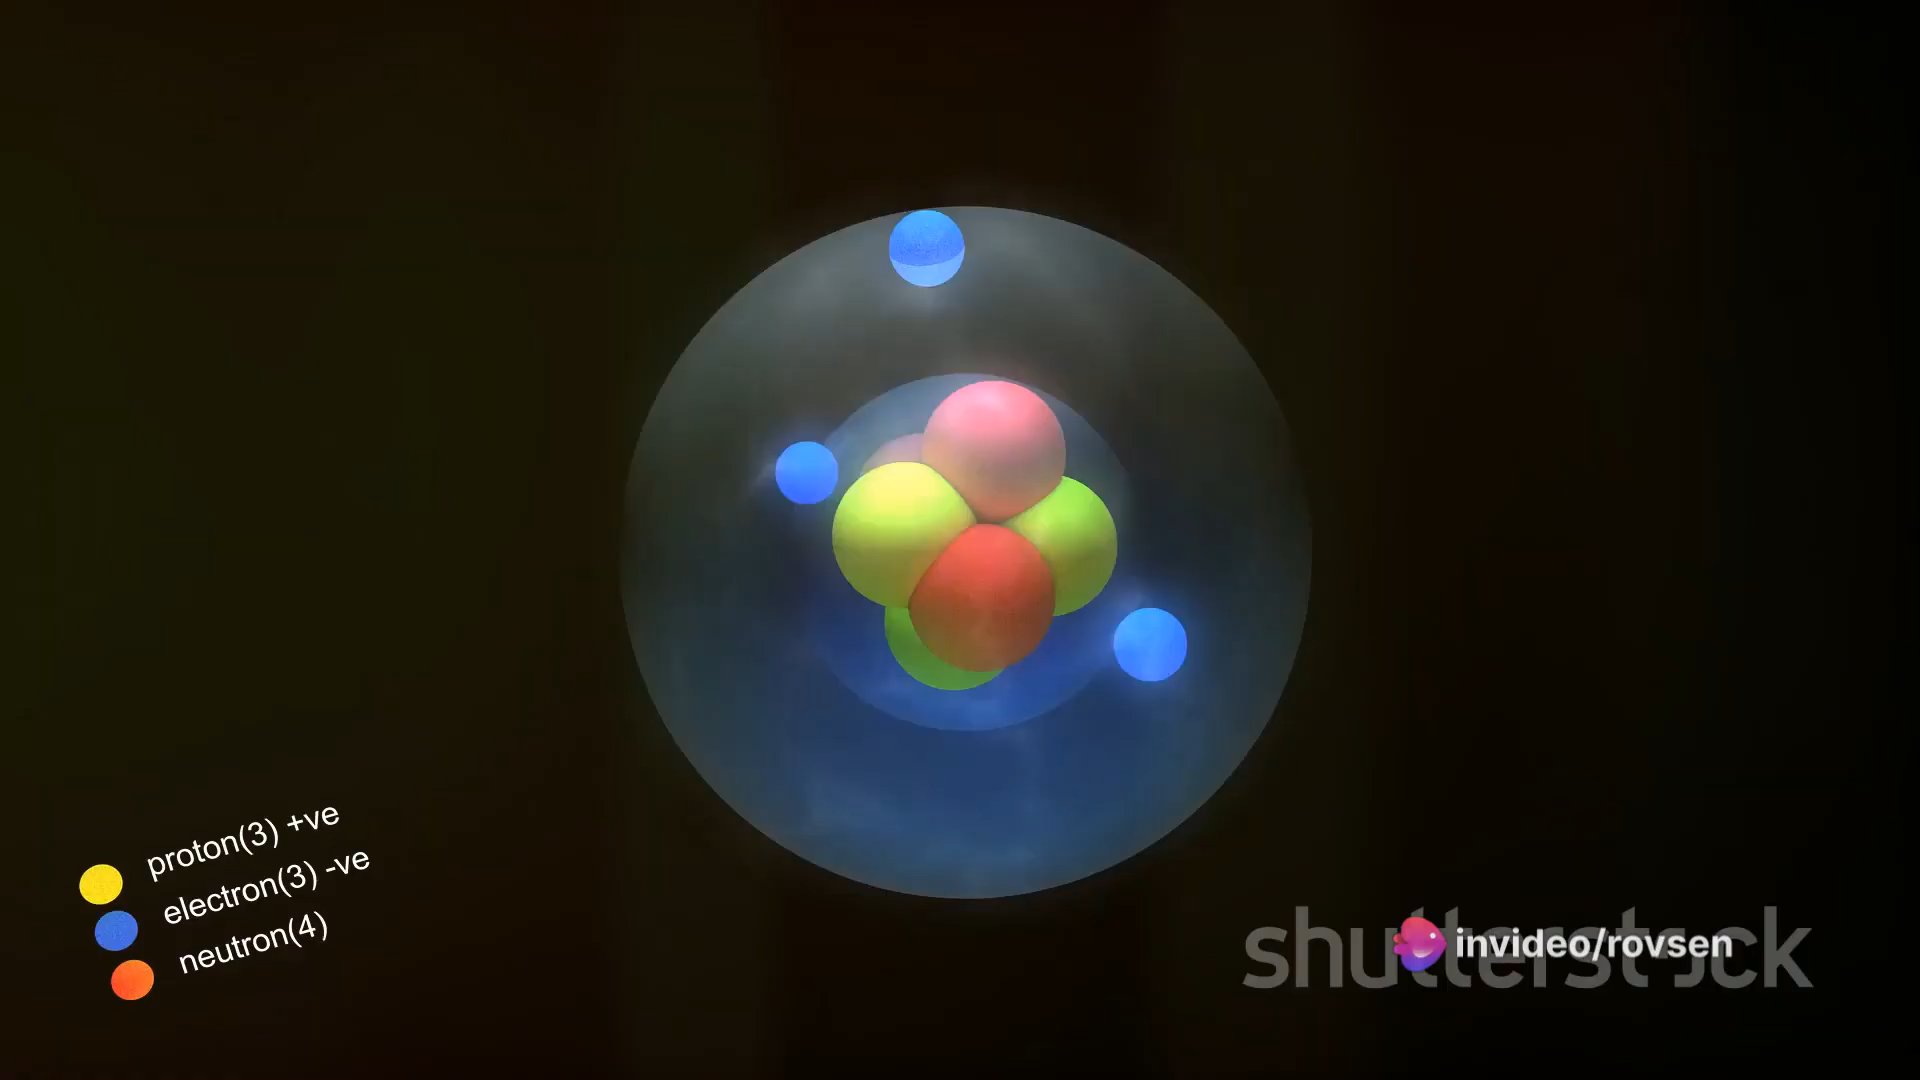 proton(3) +ve
electron(3) -ve
neutron(4)
shutterstock
invideo/rovsen